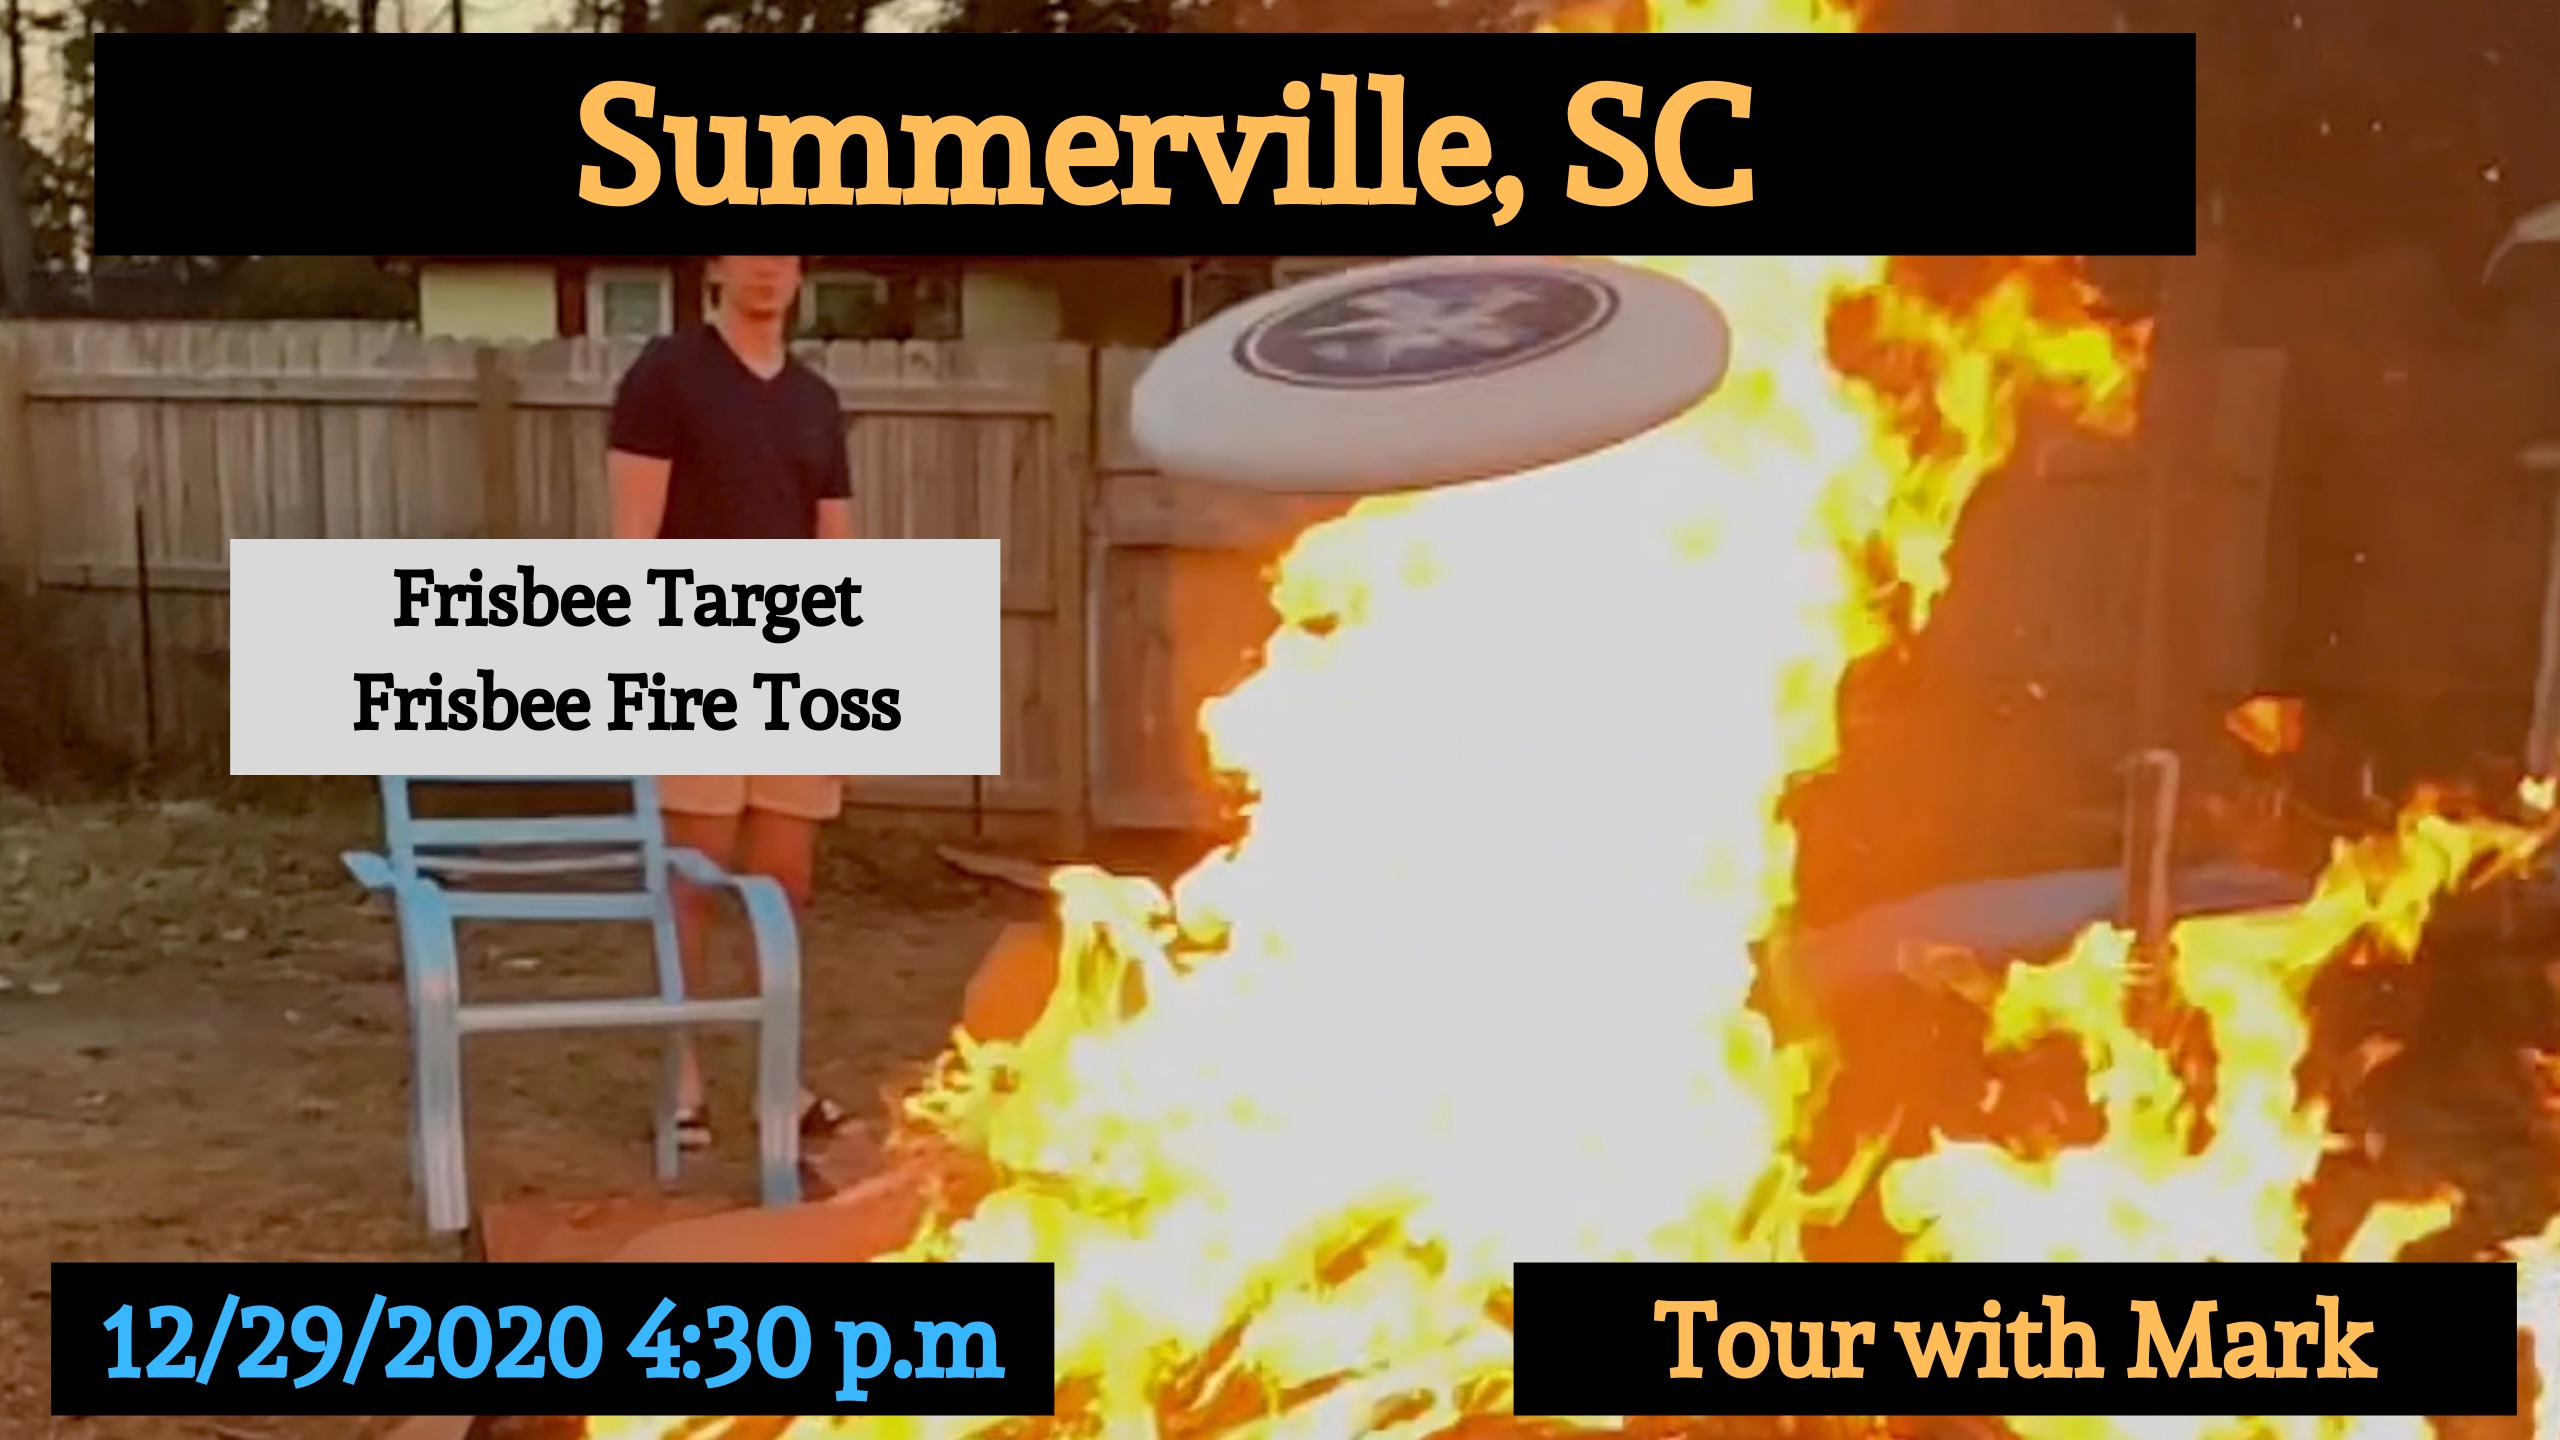 Summerville, SC
Frisbee Target
Frisbee Fire Toss
12/29/2020 4:30 p.m
Tour with Mark